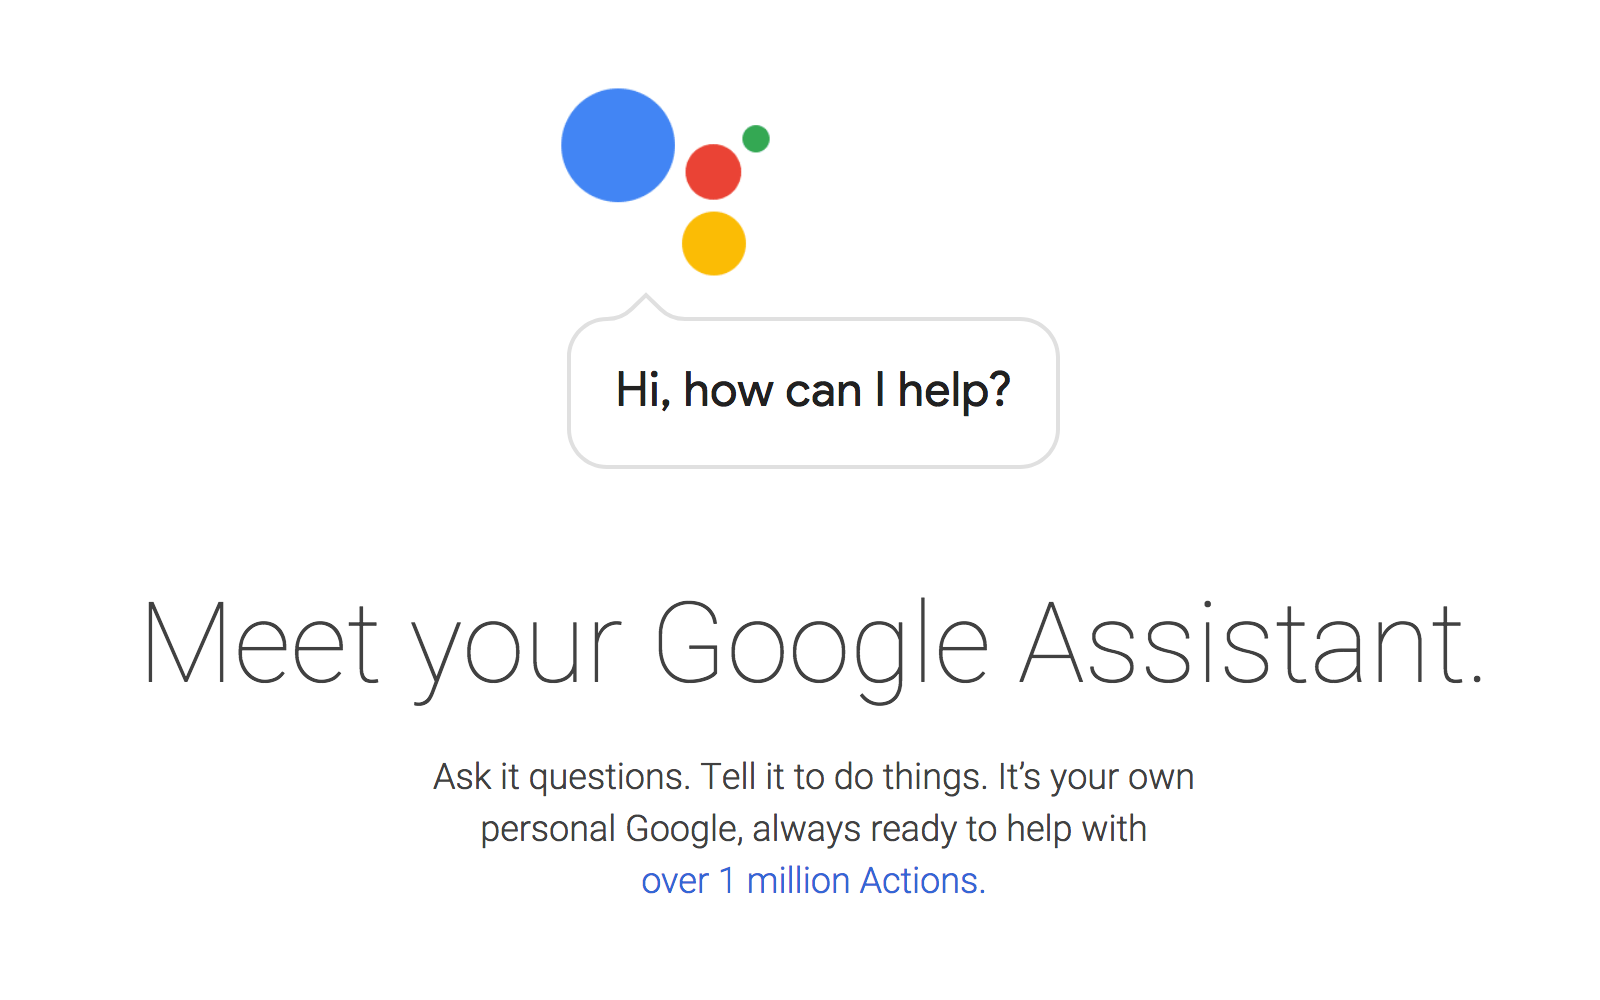 Hi, how can I help?
Meet your Google Assistant.
Ask it questions. Tell it to do things. It’s your own
personal Google, always ready to help with
over 1 million Actions.